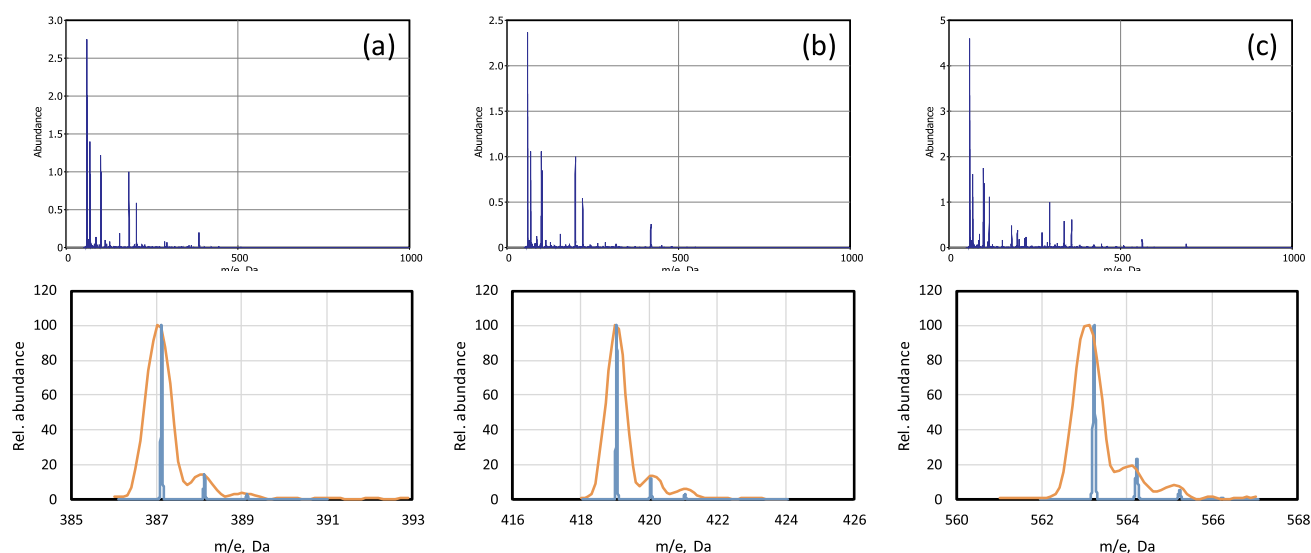 3.0
2.5
2.0
1.5
1.0
0.5
0
Abundance
(a)
0 500 1000
m/e, Da
2.5
2.0
1.5
1.0
0.5
0
Abundance
(b)
0 500 1000
m/e, Da
5
4
3
2
1
0
Abundance
(c)
0 500 1000
m/e, Da
120
100
80
60
40
20
0
Rel. abundance
385 387 389 391 393
m/e, Da
120
100
80
60
40
20
0
Rel. abundance
416 418 420 422 424 426
m/e, Da
120
100
80
60
40
20
0
Rel. abundance
560 562 564 566 568
m/e, Da